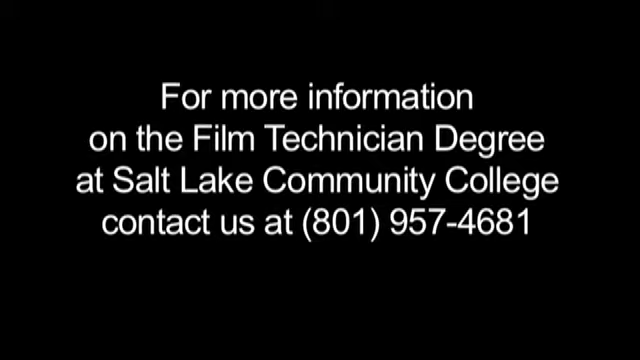 For more information
on the Film Technician Degree
at Salt Lake Community College
contact us at (801) 957-4681